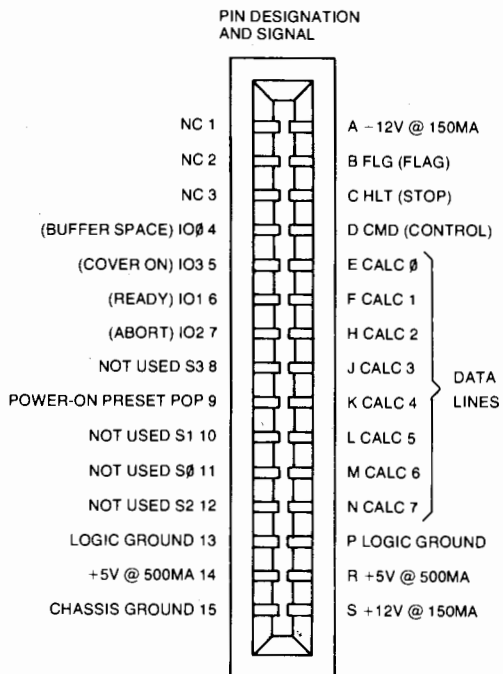 PIN DESIGNATION
AND SIGNAL
NC 1
A -12V @ 150MA
NC 2
B FLG (FLAG)
NC 3
C HLT (STOP)
(BUFFER SPACE) IOØ 4
D CMD (CONTROL)
(COVER ON) IO3 5
E CALC Ø
(READY) IO1 6
F CALC 1
(ABORT) IO2 7
H CALC 2
NOT USED S3 8
J CALC 3
POWER-ON PRESET POP 9
K CALC 4
NOT USED S1 10
L CALC 5
NOT USED SØ 11
M CALC 6
NOT USED S2 12
N CALC 7
DATA
LINES
LOGIC GROUND 13
P LOGIC GROUND
+5V @ 500MA 14
R +5V @ 500MA
CHASSIS GROUND 15
S +12V @ 150MA